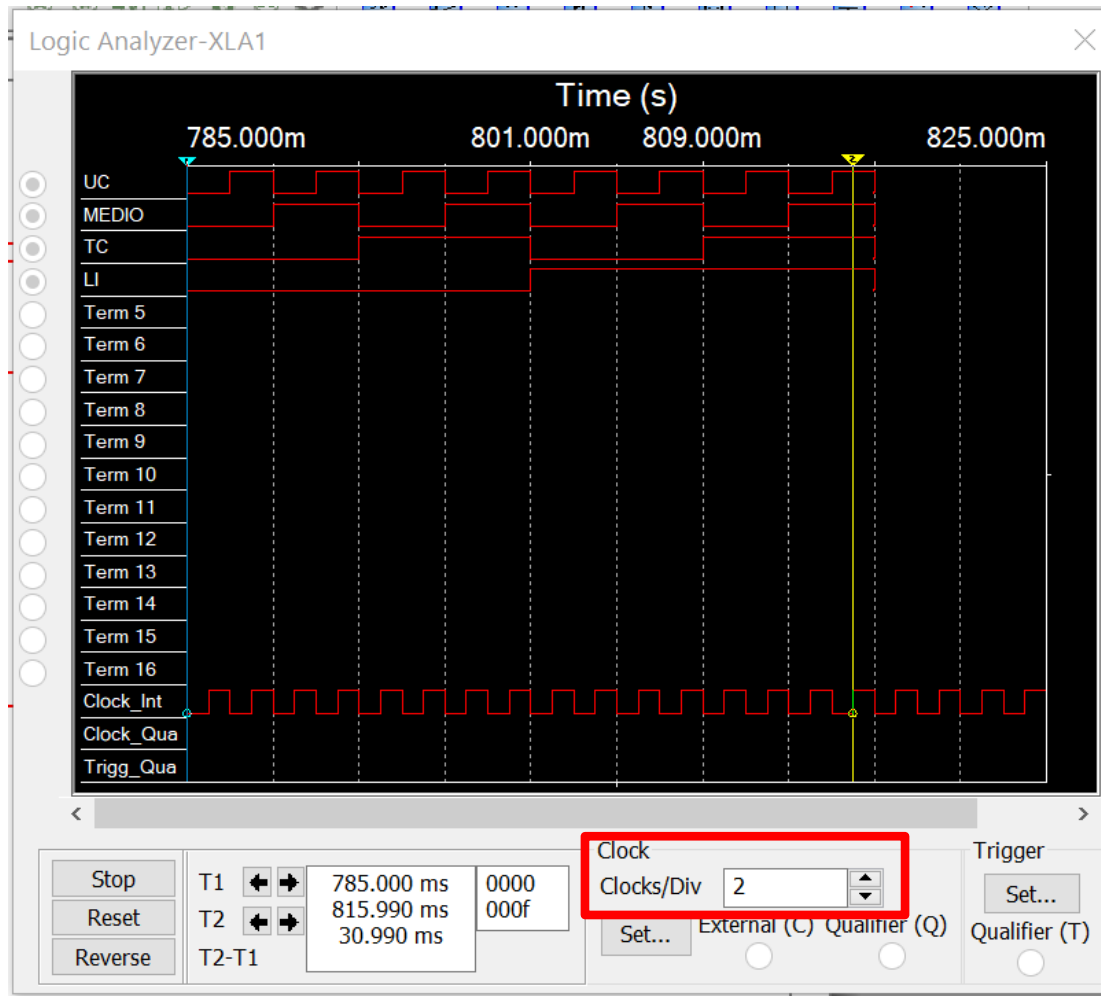 Logic Analyzer-XLA1
Time (s)
785.000m 801.000m 809.000m 825.000m
1 2
UC
MEDIO
TC
LI
Term 5
Term 6
Term 7
Term 8
Term 9
Term 10
Term 11
Term 12
Term 13
Term 14
Term 15
Term 16
Clock_Int
Clock_Qua
Trigg_Qua
Stop
Reset
Reverse
T1 785.000 ms 0000
T2 815.990 ms 000f
T2-T1 30.990 ms
Clock
Clocks/Div 2
Set... External (C) Qualifier (Q)
Trigger
Set...
Qualifier (T)